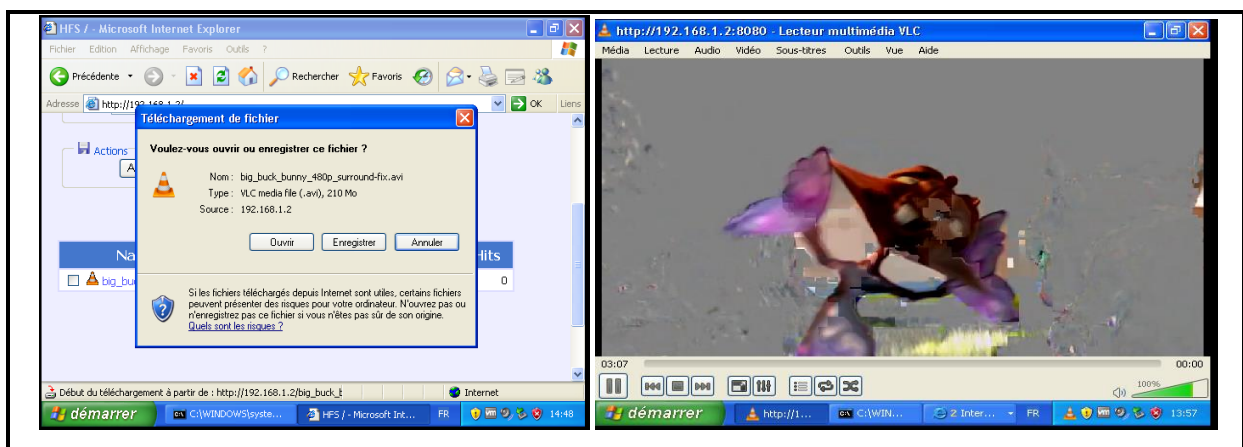 HFS / - Microsoft Internet Explorer
Fichier Edition Affichage Favoris Outils ?
Précédente Rechercher Favoris
Adresse http://192.168.1.2/ OK Liens
Téléchargement de fichier
Actions
Voulez-vous ouvrir ou enregistrer ce fichier ?
Nom : big_buck_bunny_480p_surround-fix.avi
Type : VLC media file (.avi), 210 Mo
Source : 192.168.1.2
Ouvrir Enregistrer Annuler
Na Hits
big_bu 0
Si les fichiers téléchargés depuis Internet sont utiles, certains fichiers
peuvent présenter des risques pour votre ordinateur. N'ouvrez pas ou
n'enregistrez pas ce fichier si vous n'êtes pas sûr de son origine.
Quels sont les risques ?
Début du téléchargement à partir de : http://192.168.1.2/big_buck_b Internet
démarrer C:\WINDOWS\syste... HFS / - Microsoft Int... FR 14:48
http://192.168.1.2:8080 - Lecteur multimédia VLC
Média Lecture Audio Vidéo Sous-titres Outils Vue Aide
03:07 00:00
100%
démarrer http://1... C:\WIN... 2 Inter... FR 13:57